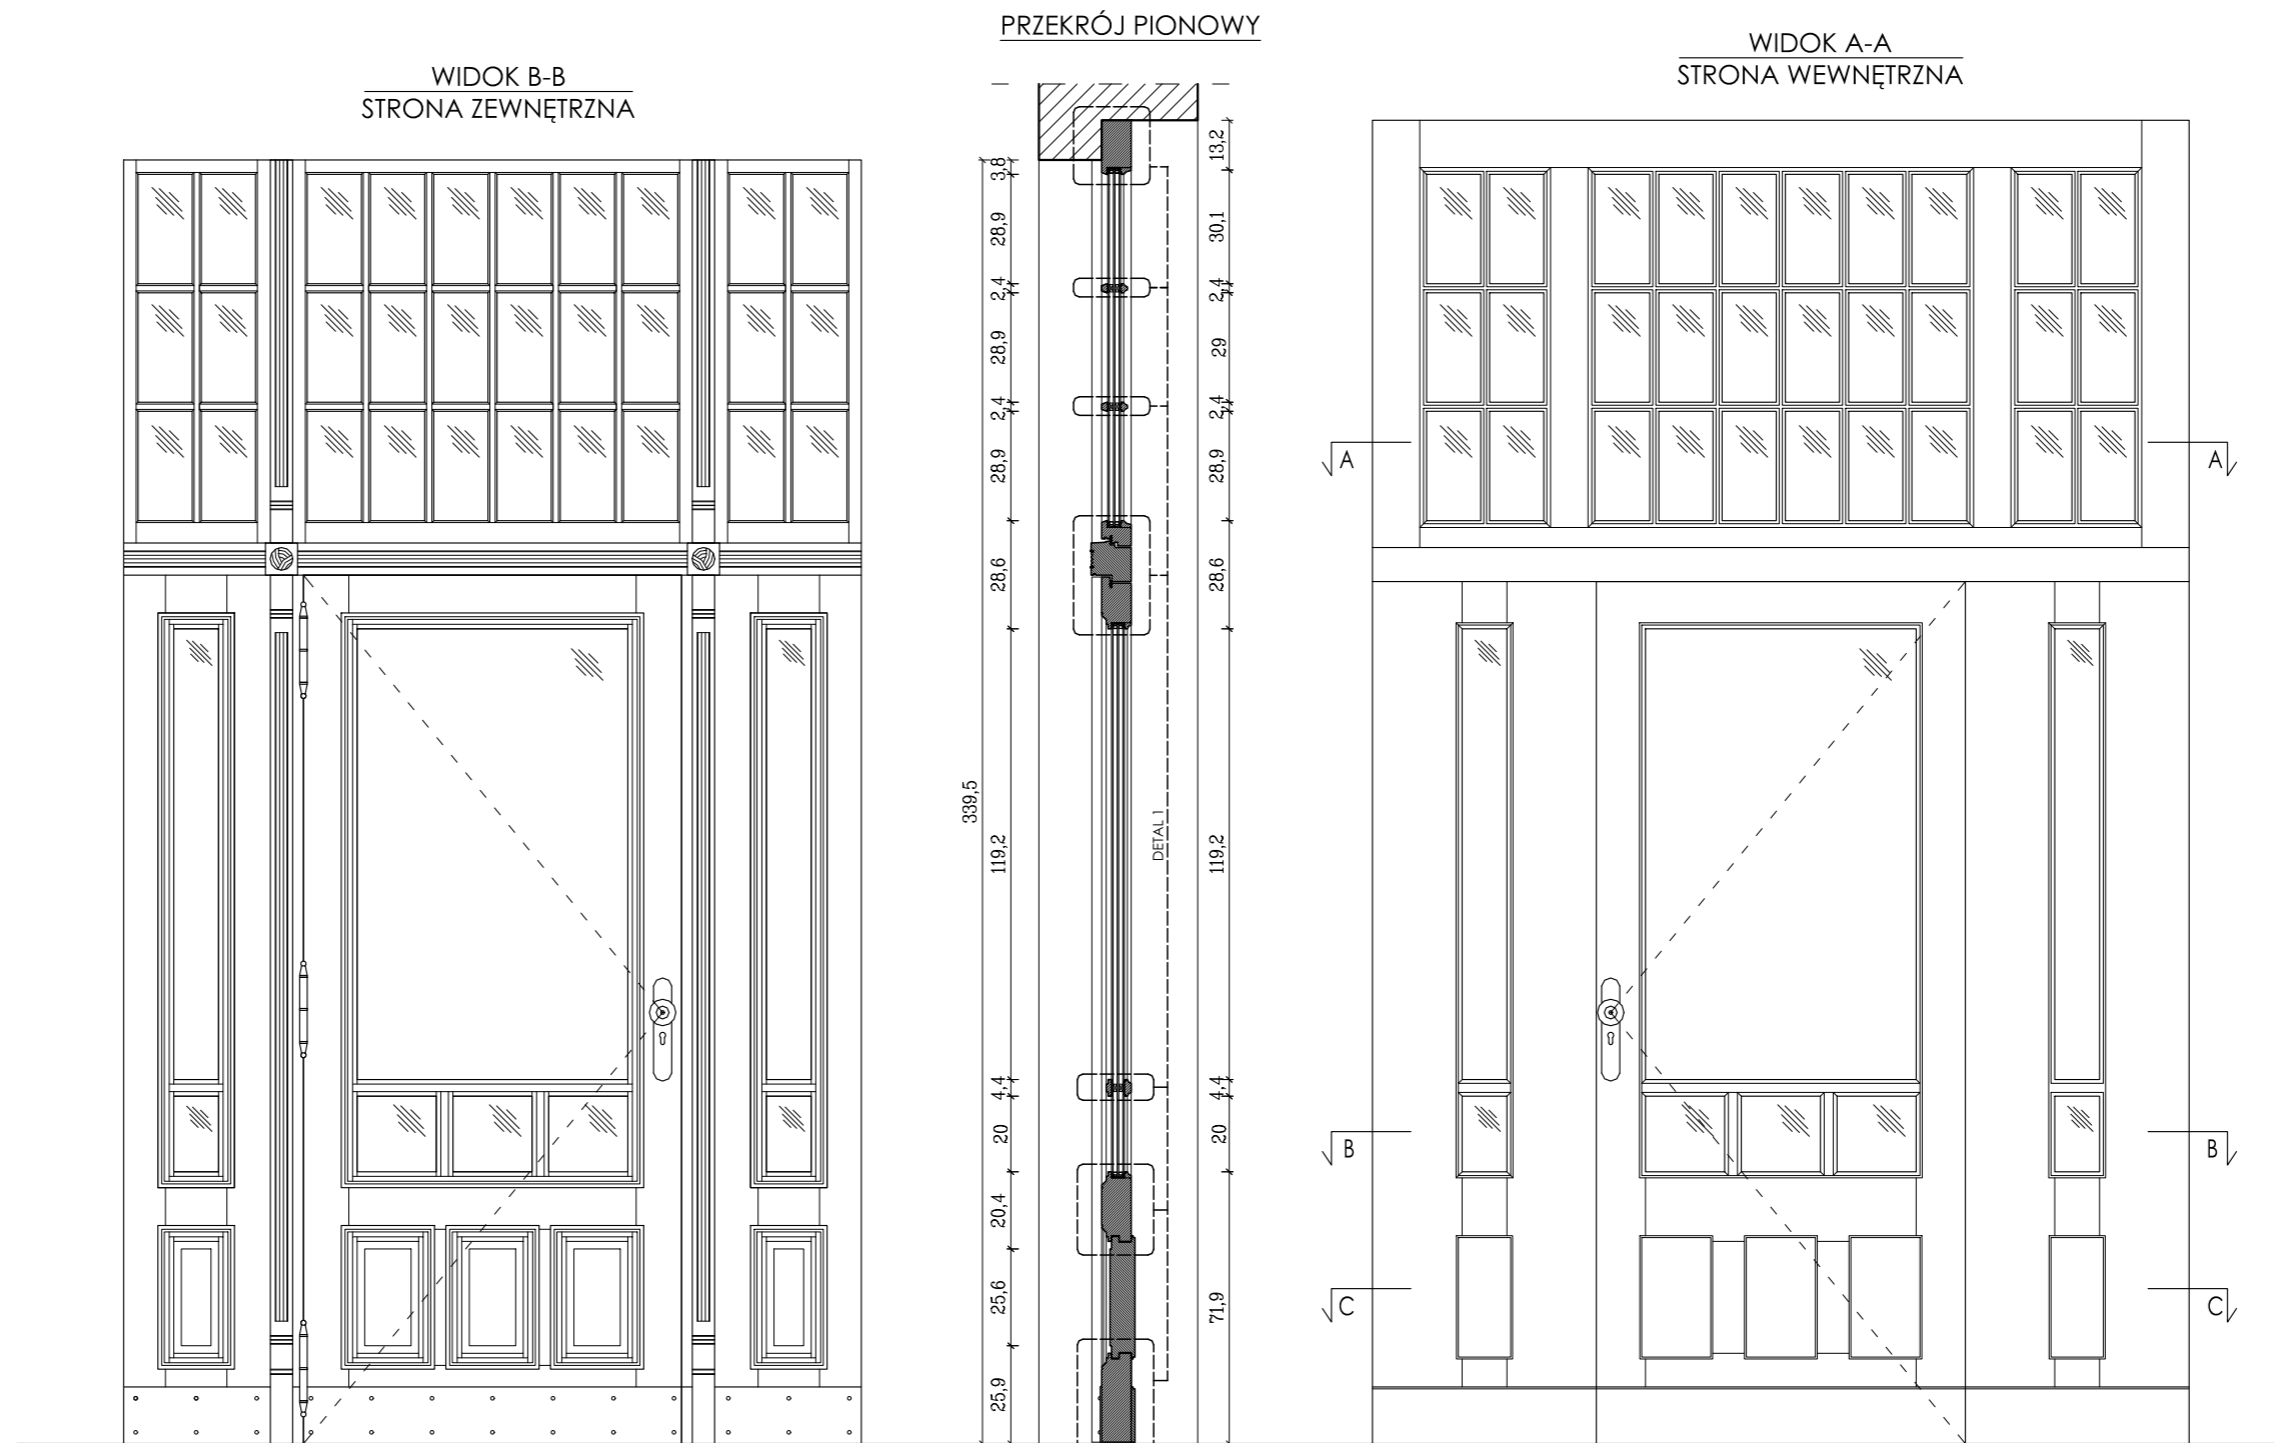 PRZEKRÓJ PIONOWY
WIDOK B-B
STRONA ZEWNĘTRZNA
WIDOK A-A
STRONA WEWNĘTRZNA
339,5
3,8
28,9
2,4
28,9
2,4
28,9
28,6
119,2
4,4
20
20,4
25,6
25,9
DETAL 1
13,2
30,1
2,4
29
2,4
28,9
28,6
119,2
4,4
20
71,9
A
A
B
B
C
C